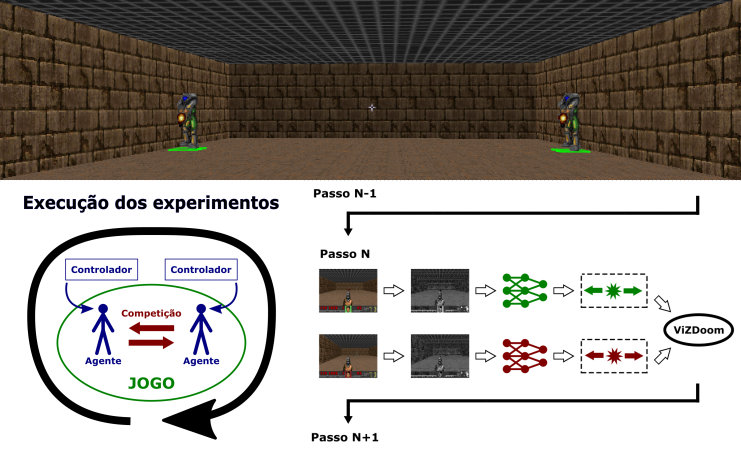 Execução dos experimentos
Controlador
Controlador
Competição
Agente
Agente
JOGO
Passo N-1
Passo N
ViZDoom
Passo N+1